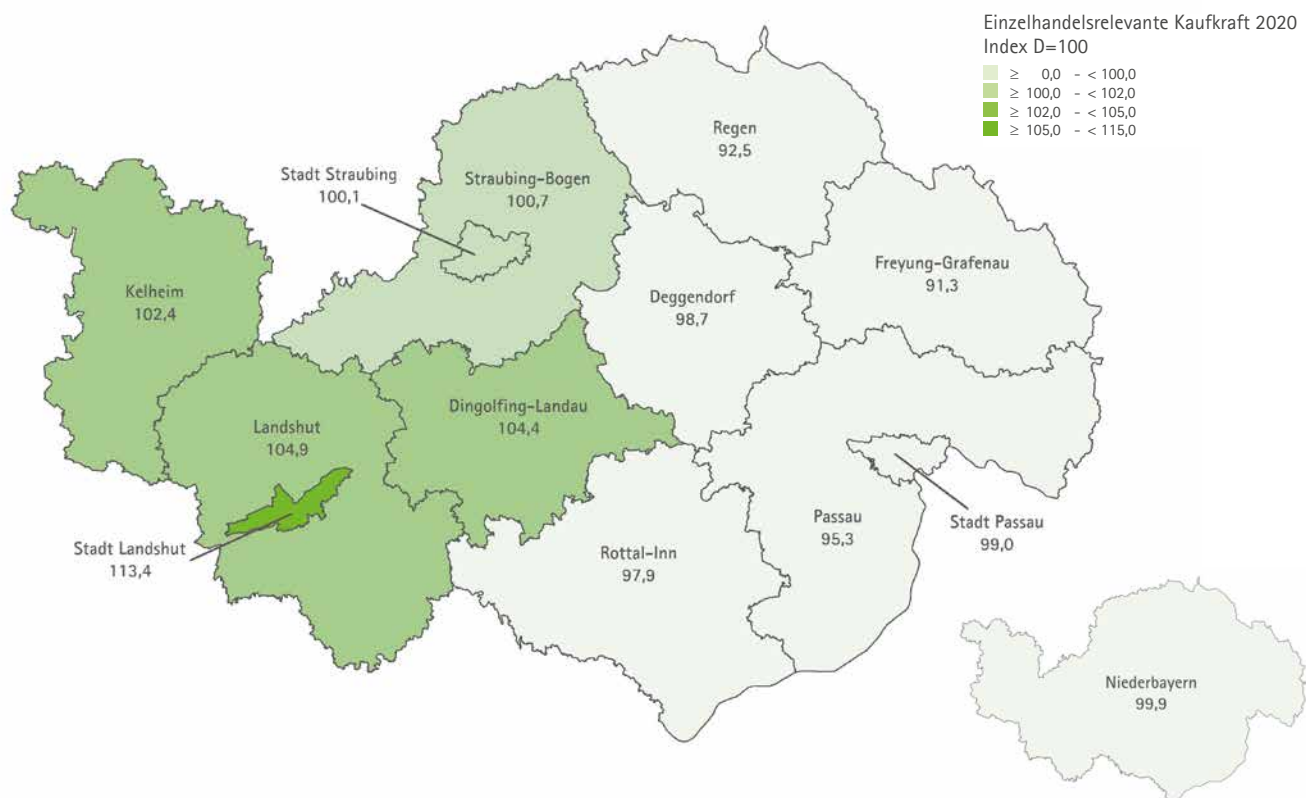 Einzelhandelsrelevante Kaufkraft 2020
Index D=100
≥ 0,0 - < 100,0
≥ 100,0 - < 102,0
≥ 102,0 - < 105,0
≥ 105,0 - < 115,0
Regen
92,5
Stadt Straubing
100,1
Straubing-Bogen
100,7
Freyung-Grafenau
91,3
Kelheim
102,4
Deggendorf
98,7
Dingolfing-Landau
104,4
Landshut
104,9
Stadt Landshut
113,4
Passau
95,3
Stadt Passau
99,0
Rottal-Inn
97,9
Niederbayern
99,9